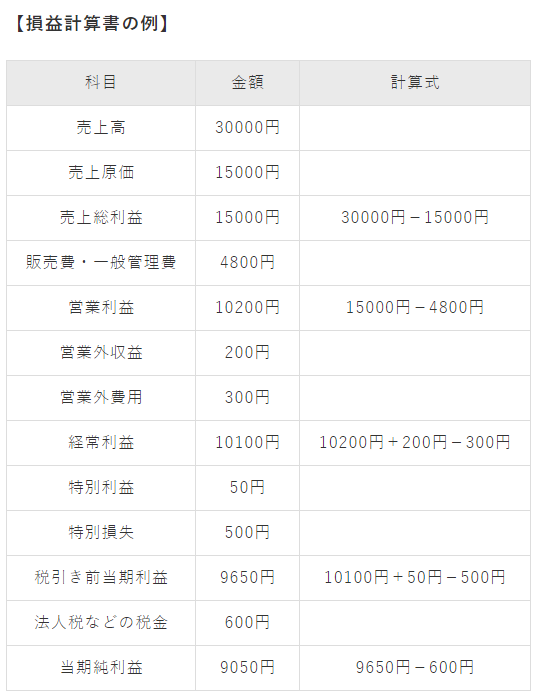 【損益計算書の例】
科目 金額 計算式
売上高 30000円
売上原価 15000円
売上総利益 15000円 30000円−15000円
販売費・一般管理費 4800円
営業利益 10200円 15000円−4800円
営業外収益 200円
営業外費用 300円
経常利益 10100円 10200円+200円−300円
特別利益 50円
特別損失 500円
税引き前当期利益 9650円 10100円+50円−500円
法人税などの税金 600円
当期純利益 9050円 9650円−600円